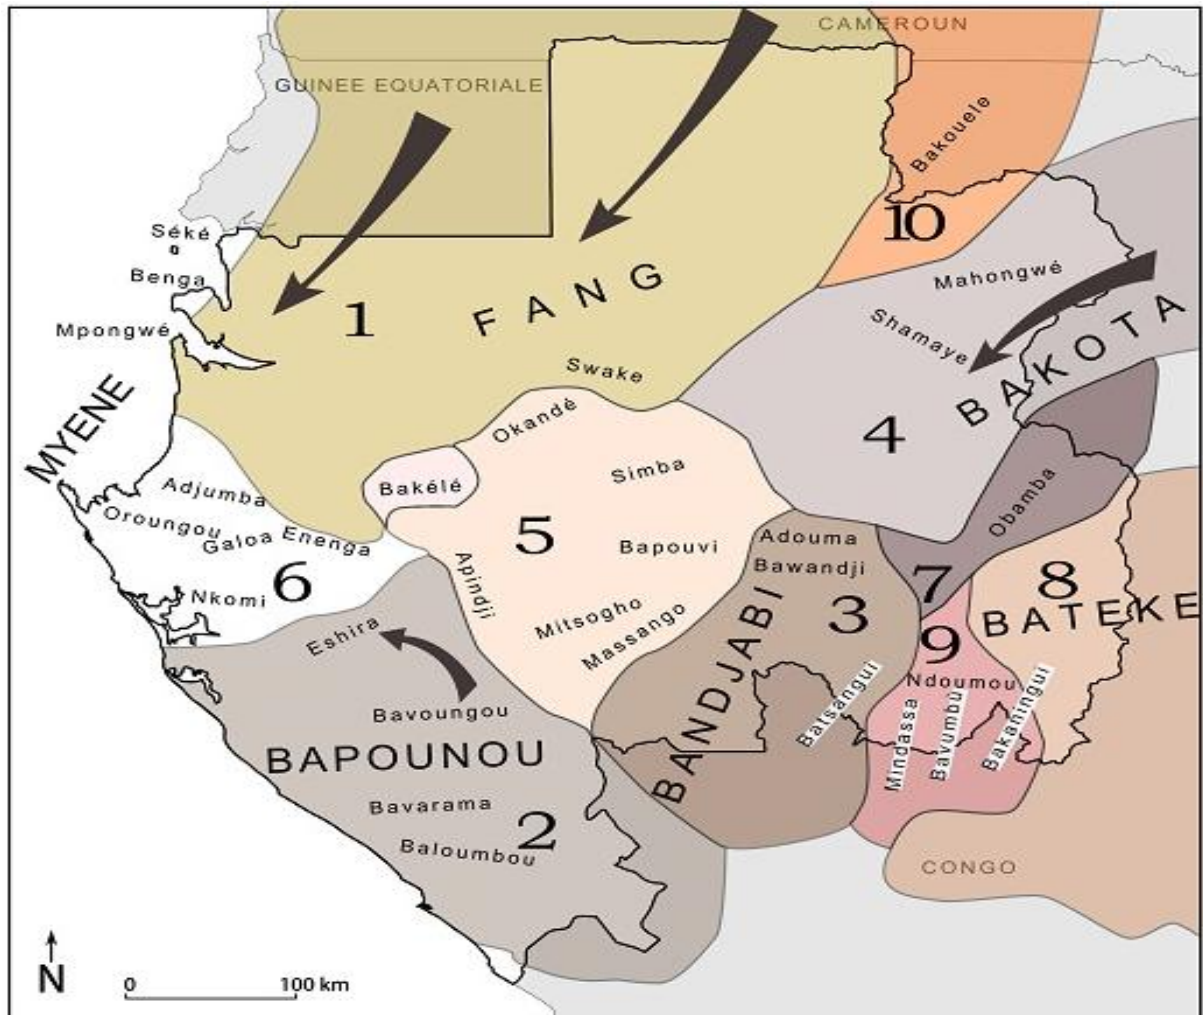 CAMEROUN
GUINEE EQUATORIALE
Bakouele
10
Séké
Benga
Mpongwé
1
FANG
Mahongwé
Shamaye
BAKOTA
MYENE
Swake
Okandé
4
Bakélé
Simba
Adjumba
Oroungou
Galoa
Enenga
5
Bapouvi
Adouma
Bawandji
Obamba
7
8
BATEKE
Nkomi
6
Apindji
Mitsogho
Massango
3
BANDJABI
9
Ndoumou
Eshira
Batsangui
Mindassa
Bavumbu
Bakaningui
Bavoungou
BAPOUNOU
Bavarama
2
Baloumbou
CONGO
N
0 100 km